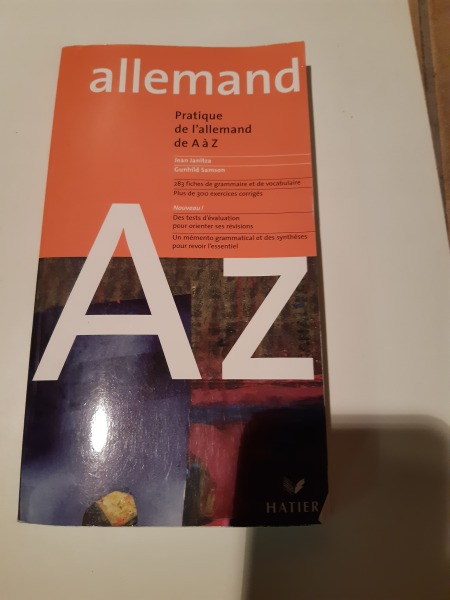 allemand
Pratique
de l'allemand
de A à Z
Jean Janitza
Gunhild Samson
283 fiches de grammaire et de vocabulaire
Plus de 300 exercices corrigés
Nouveau !
Des tests d'évaluation
pour orienter ses révisions
Un mémento grammatical et des synthèses
pour revoir l'essentiel
Az
HATIER